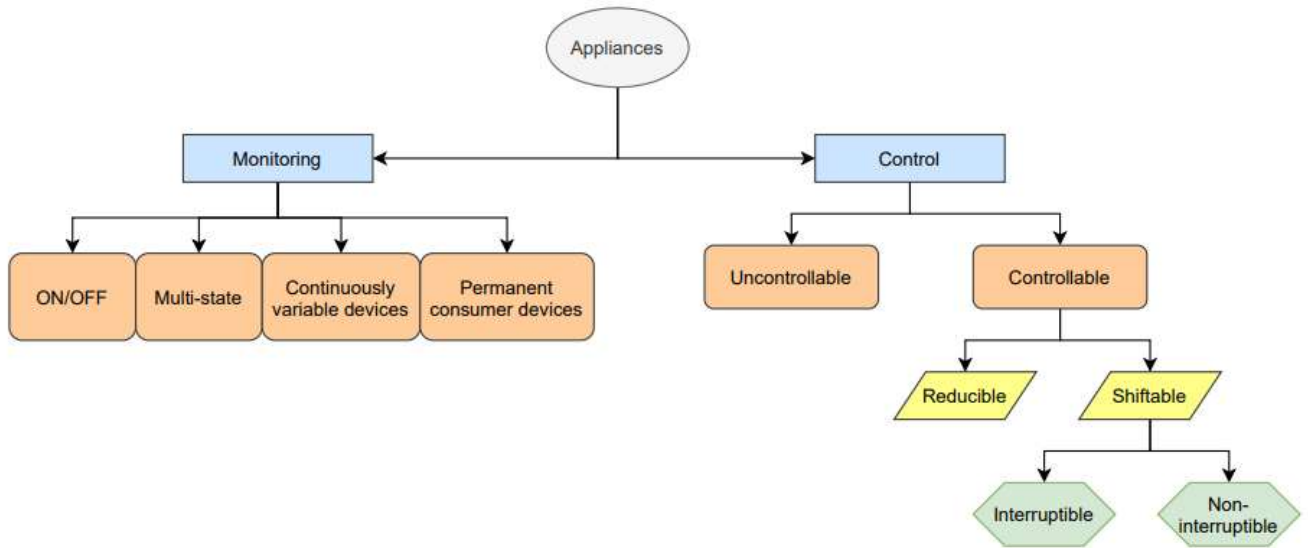 Appliances
Monitoring
Control
ON/OFF
Multi-state
Continuously
variable devices
Permanent
consumer devices
Uncontrollable
Controllable
Reducible
Shiftable
Interruptible
Non-
interruptible